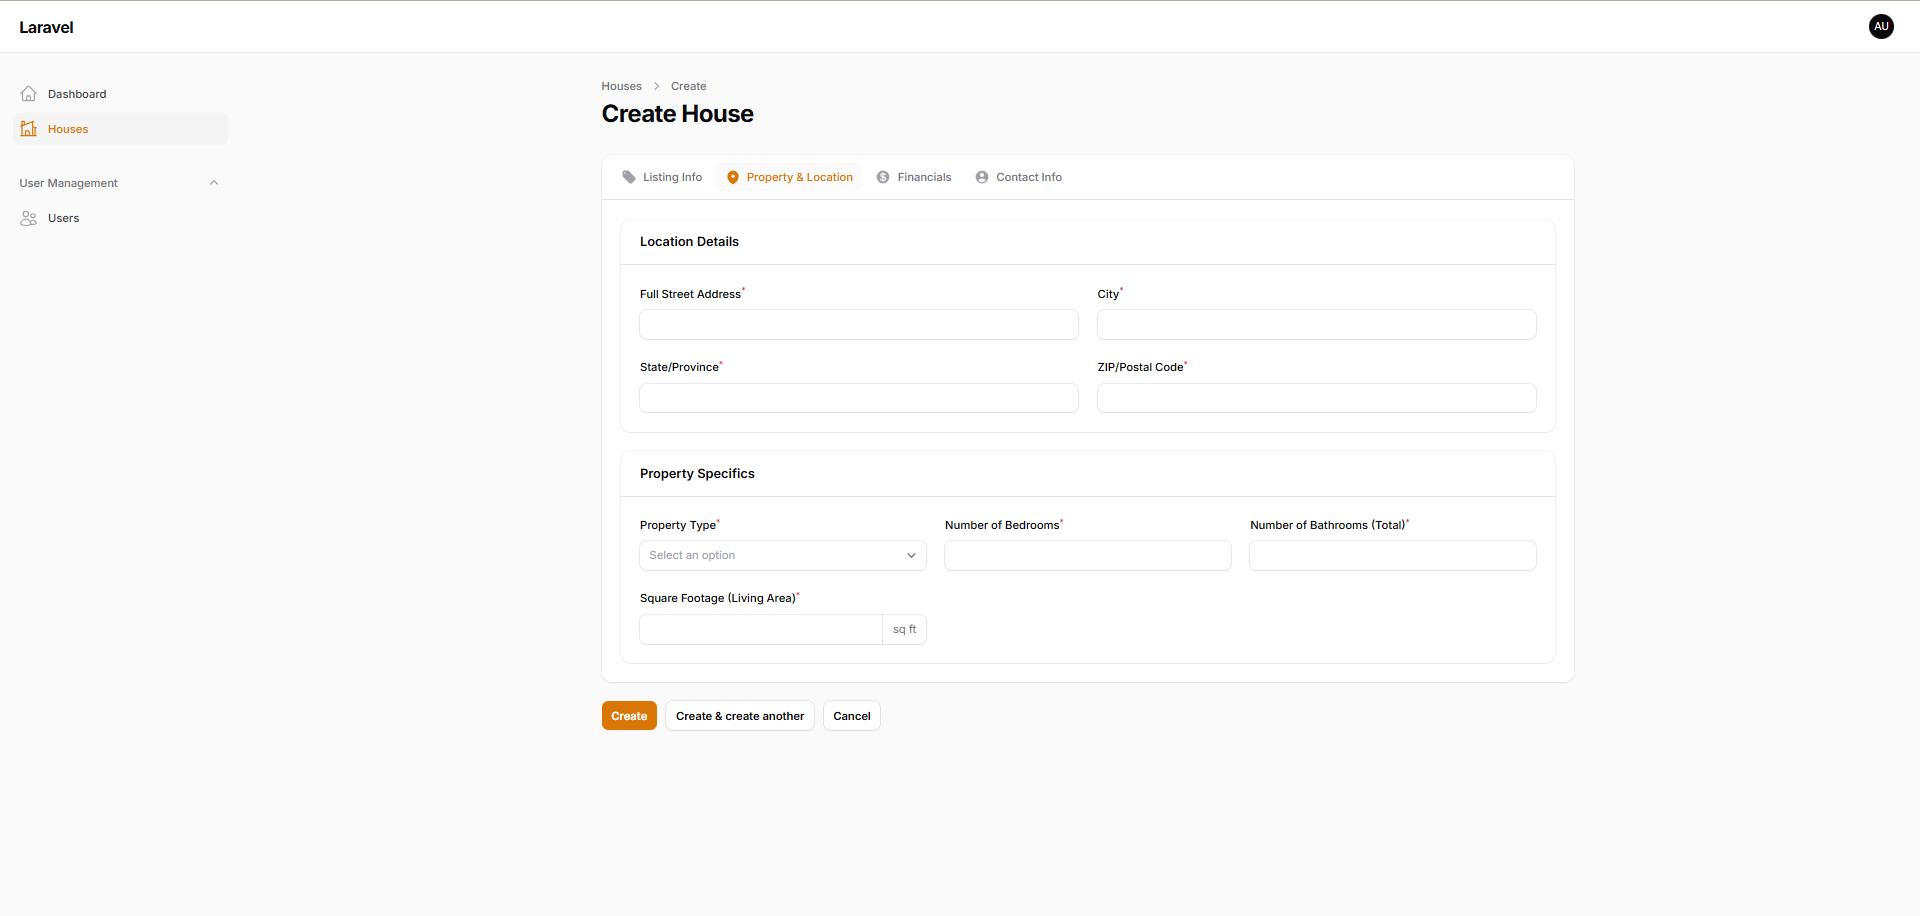 Laravel
AU
Dashboard
Houses
User Management
Users
Houses > Create
Create House
Listing Info
Property & Location
Financials
Contact Info
Location Details
Full Street Address*
City*
State/Province*
ZIP/Postal Code*
Property Specifics
Property Type*
Select an option
Number of Bedrooms*
Number of Bathrooms (Total)*
Square Footage (Living Area)*
sq ft
Create
Create & create another
Cancel